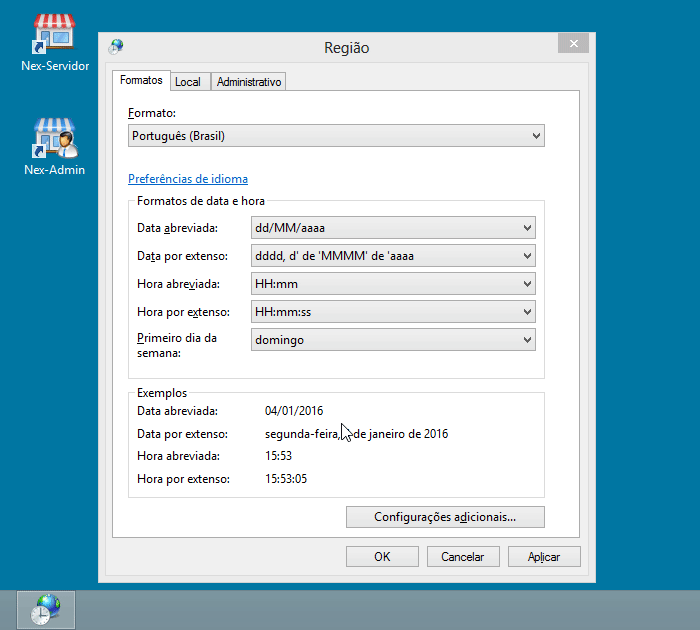 Nex-Servidor
Nex-Admin
Região
Formatos Local Administrativo
Formato:
Português (Brasil)
Preferências de idioma
Formatos de data e hora
Data abreviada: dd/MM/aaaa
Data por extenso: dddd, d' de 'MMMM' de 'aaaa
Hora abreviada: HH:mm
Hora por extenso: HH:mm:ss
Primeiro dia da
semana: domingo
Exemplos
Data abreviada: 04/01/2016
Data por extenso: segunda-feira, de janeiro de 2016
Hora abreviada: 15:53
Hora por extenso: 15:53:05
Configurações adicionais...
OK Cancelar Aplicar